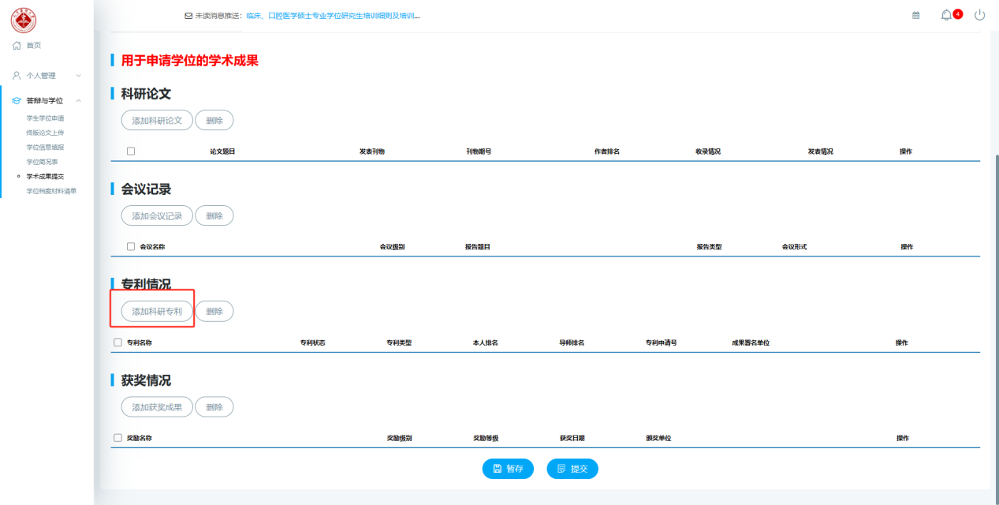 未读消息推送：临床、口腔医学硕士专业学位研究生培训细则及培训...
4
首页
个人管理
答辩与学位
学生学位申请
终版论文上传
学位信息填报
学位简况表
学术成果提交
学位档案材料清单
用于申请学位的学术成果
科研论文
添加科研论文 删除
论文题目 发表刊物 刊物期号 作者排名 收录情况 发表情况 操作
会议记录
添加会议记录 删除
会议名称 会议级别 报告题目 报告类型 会议形式 操作
专利情况
添加科研专利 删除
专利名称 专利状态 专利类型 本人排名 导师排名 专利申请号 成果署名单位 操作
获奖情况
添加获奖成果 删除
奖励名称 奖励级别 奖励等级 获奖日期 颁奖单位 操作
暂存 提交